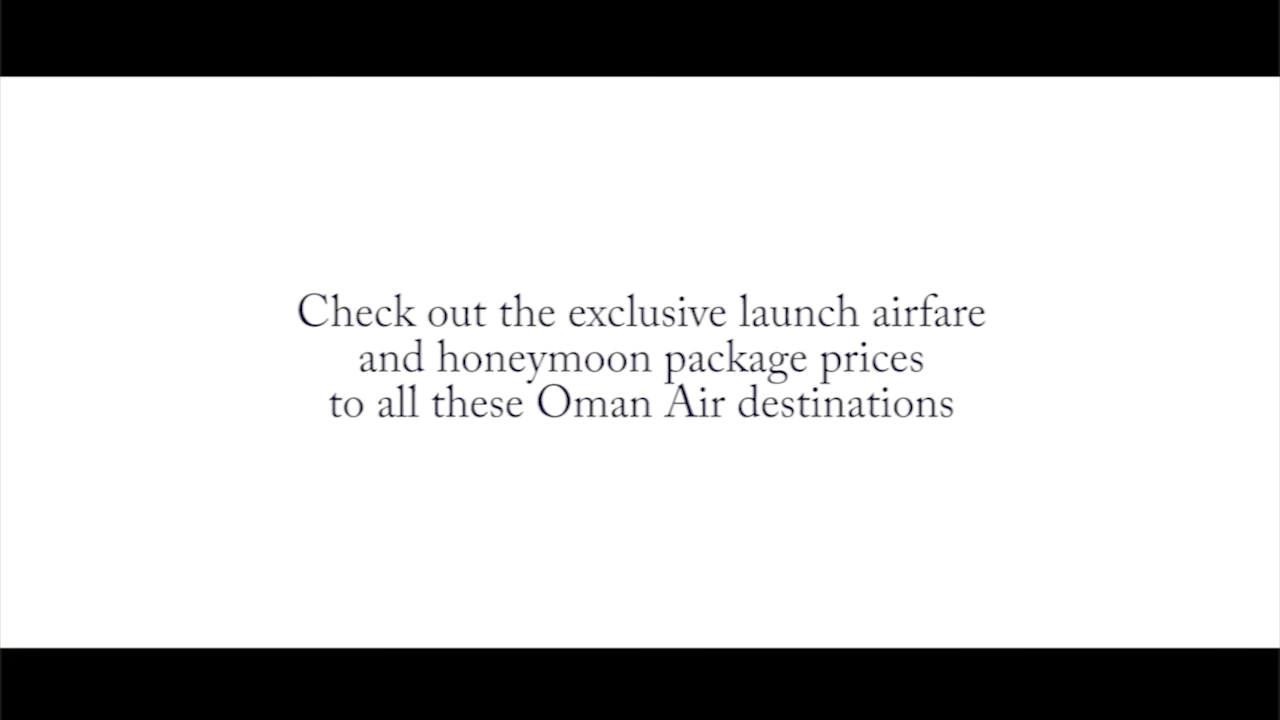 Check out the exclusive launch airfare
and honeymoon package prices
to all these Oman Air destinations